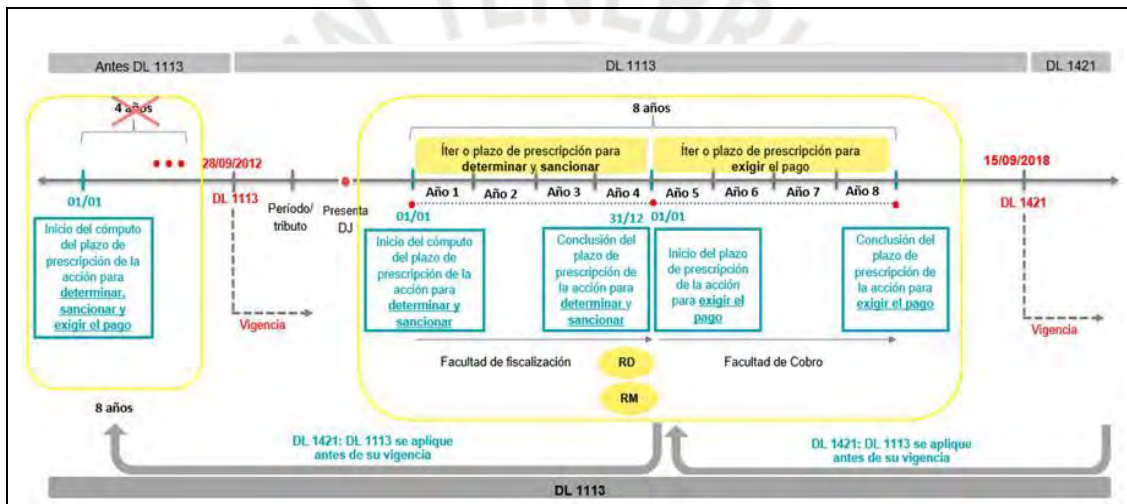 IN TENEBRI
Antes DL 1113
DL 1113
DL 1421
4 años
8 años
Íter o plazo de prescripción para
determinar y sancionar
Íter o plazo de prescripción para
exigir el pago
28/09/2012
15/09/2018
Año 1
Año 2
Año 3
Año 4
Año 5
Año 6
Año 7
Año 8
01/01
DL 1113
Período/
tributo
Presenta
DJ
01/01
31/12
01/01
DL 1421
Inicio del cómputo
del plazo de
prescripción de la
acción para
determinar,
sancionar y
exigir el pago
Vigencia
Inicio del cómputo
del plazo de
prescripción de la
acción para
determinar y
sancionar
Conclusión del
plazo de
prescripción de
la acción para
determinar y
sancionar
Inicio del plazo
de prescripción
de la acción
para exigir el
pago
Conclusión del
plazo de
prescripción de
la acción para
exigir el pago
Vigencia
Facultad de fiscalización
RD
Facultad de Cobro
RM
8 años
DL 1421: DL 1113 se aplique
antes de su vigencia
DL 1421: DL 1113 se aplique
antes de su vigencia
DL 1113